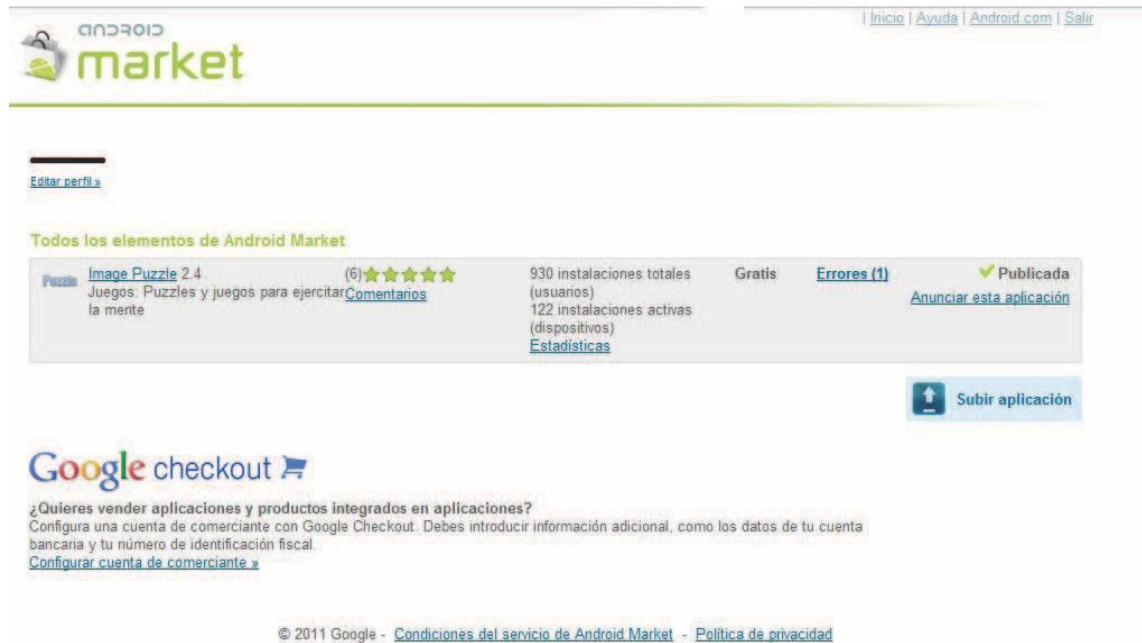 | Inicio | Ayuda | Android.com | Salir
android
market
Editar perfil »
Todos los elementos de Android Market
Puzzle
Image Puzzle 2.4
Juegos: Puzzles y juegos para ejercitar
la mente
(6)
Comentarios
930 instalaciones totales
(usuarios)
122 instalaciones activas
(dispositivos)
Estadísticas
Gratis
Errores (1)
Publicada
Anunciar esta aplicación
Subir aplicación
Google checkout
¿Quieres vender aplicaciones y productos integrados en aplicaciones?
Configura una cuenta de comerciante con Google Checkout. Debes introducir información adicional, como los datos de tu cuenta
bancaria y tu número de identificación fiscal.
Configurar cuenta de comerciante »
© 2011 Google - Condiciones del servicio de Android Market - Política de privacidad